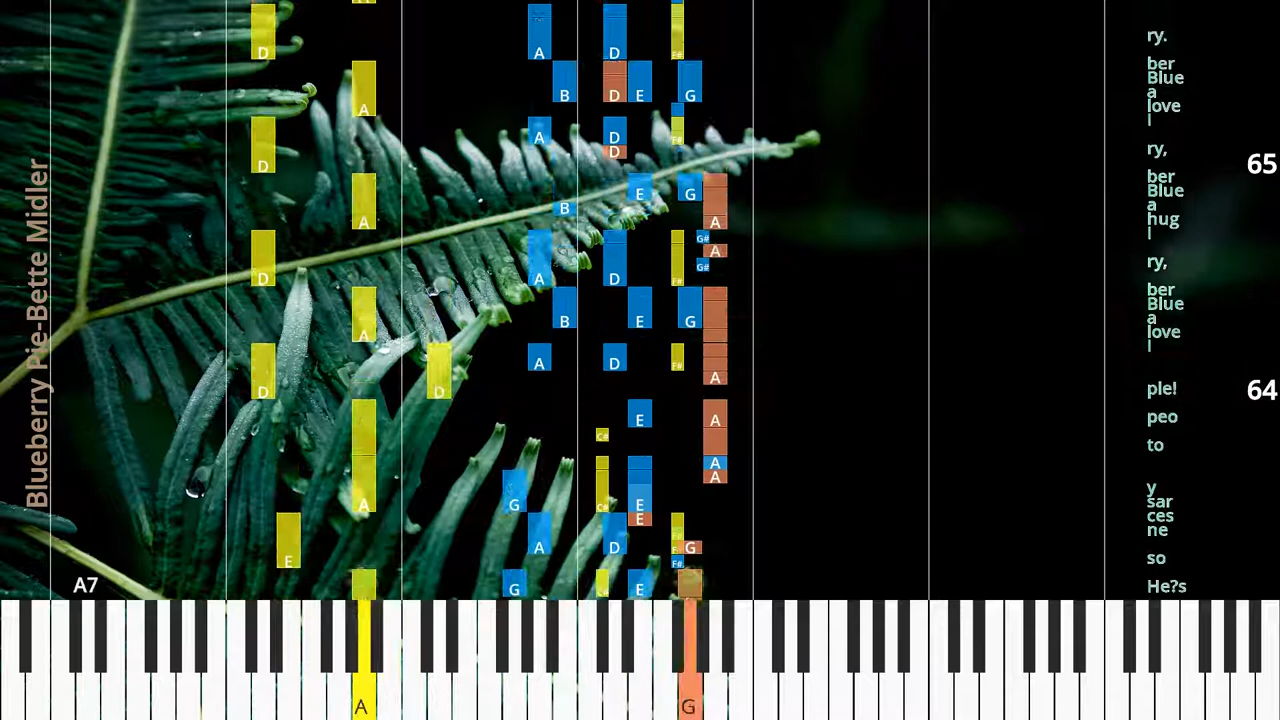 Blueberry Pie-Bette Midler
D
A
D
F#
A
B
D
E
G
D
A
D
F#
D
B
E
G
A
A
G#
A
G#
D
A
D
F#
A
B
E
G
D
D
A
D
F#
A
E
A
C#
A
A
A
G
C#
E
E
E
A
D
F#
G
F#
A7
G
C#
E
A
G
ry.
ber
Blue
a
love
I
ry,
ber
Blue
a
hug
I
ry,
ber
Blue
a
love
I
ple!
peo
to
y
sar
ces
ne
so
He?s
65
64